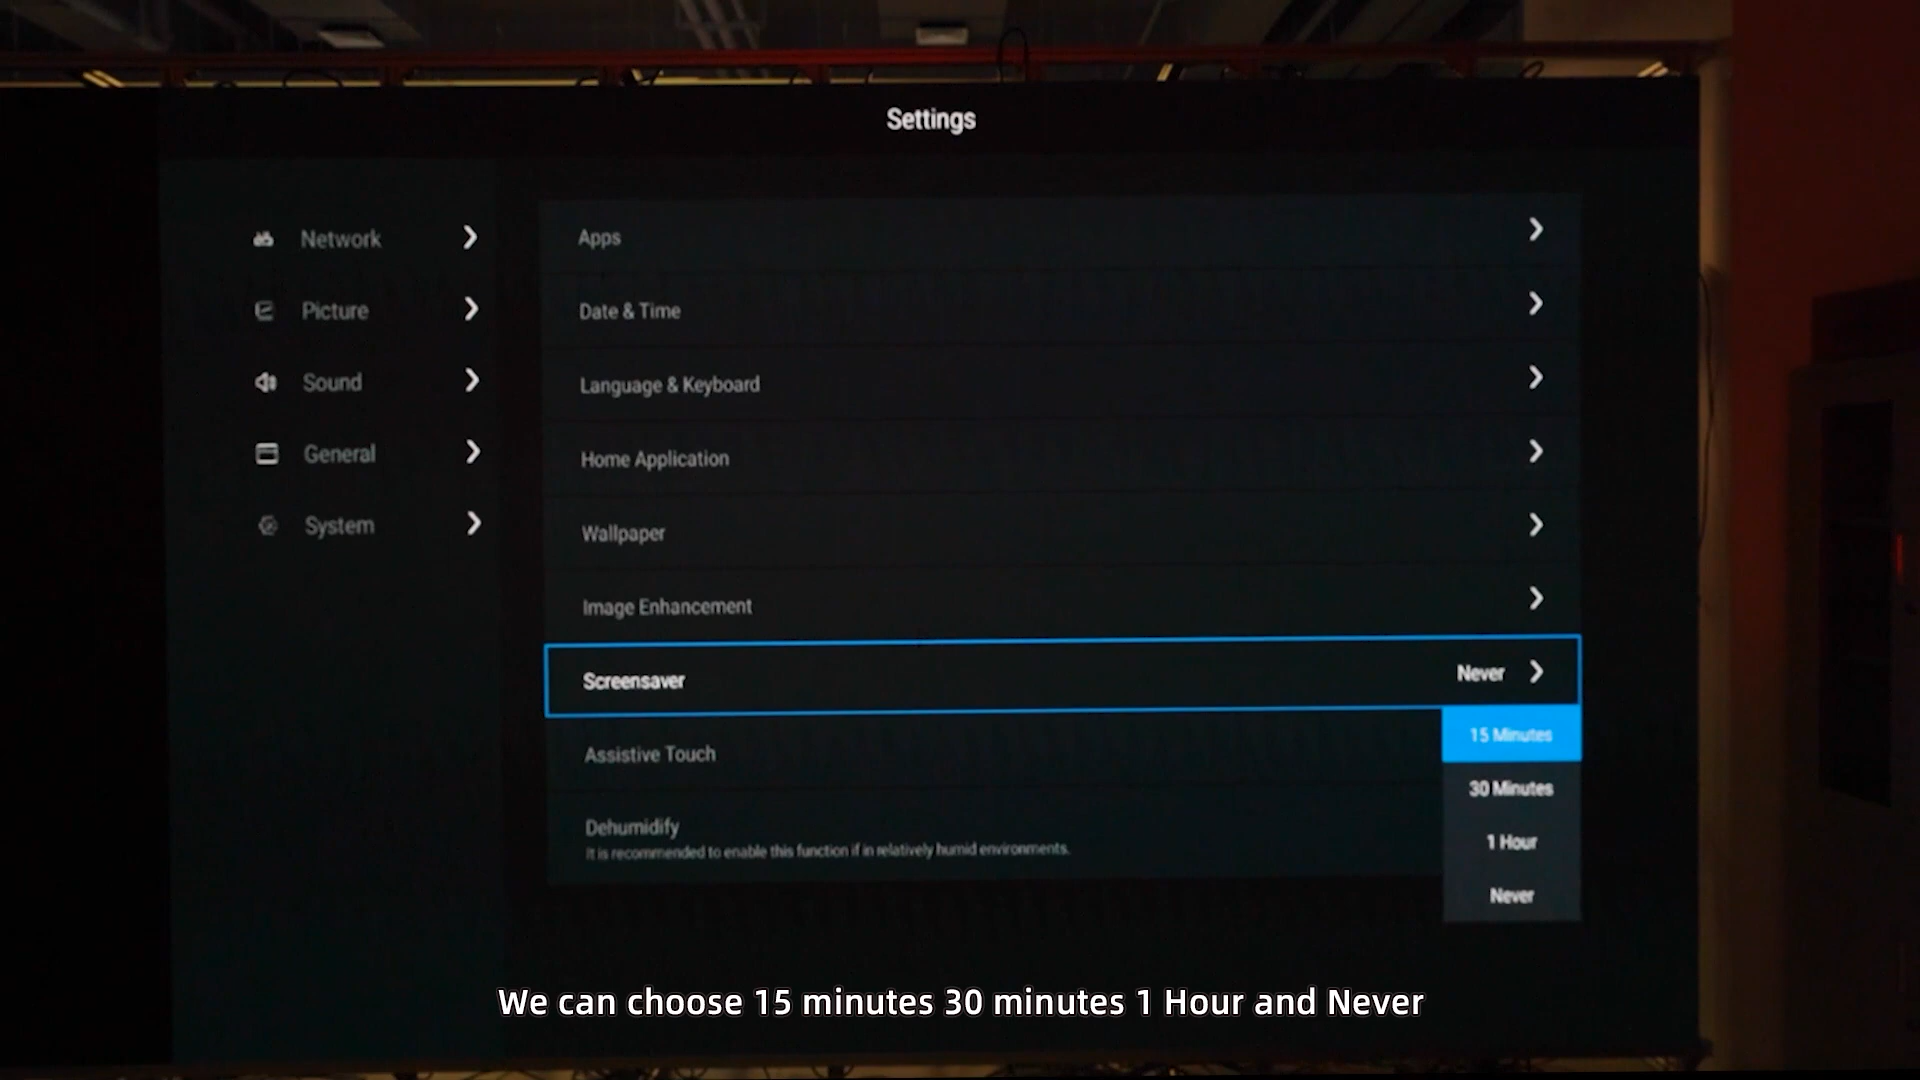 Settings
Network
Picture
Sound
General
System
Apps
Date & Time
Language & Keyboard
Home Application
Wallpaper
Image Enhancement
Screensaver Never
Assistive Touch
Dehumidify
It is recommended to enable this function if in relatively humid environments.
15 Minutes
30 Minutes
1 Hour
Never
We can choose 15 minutes 30 minutes 1 Hour and Never